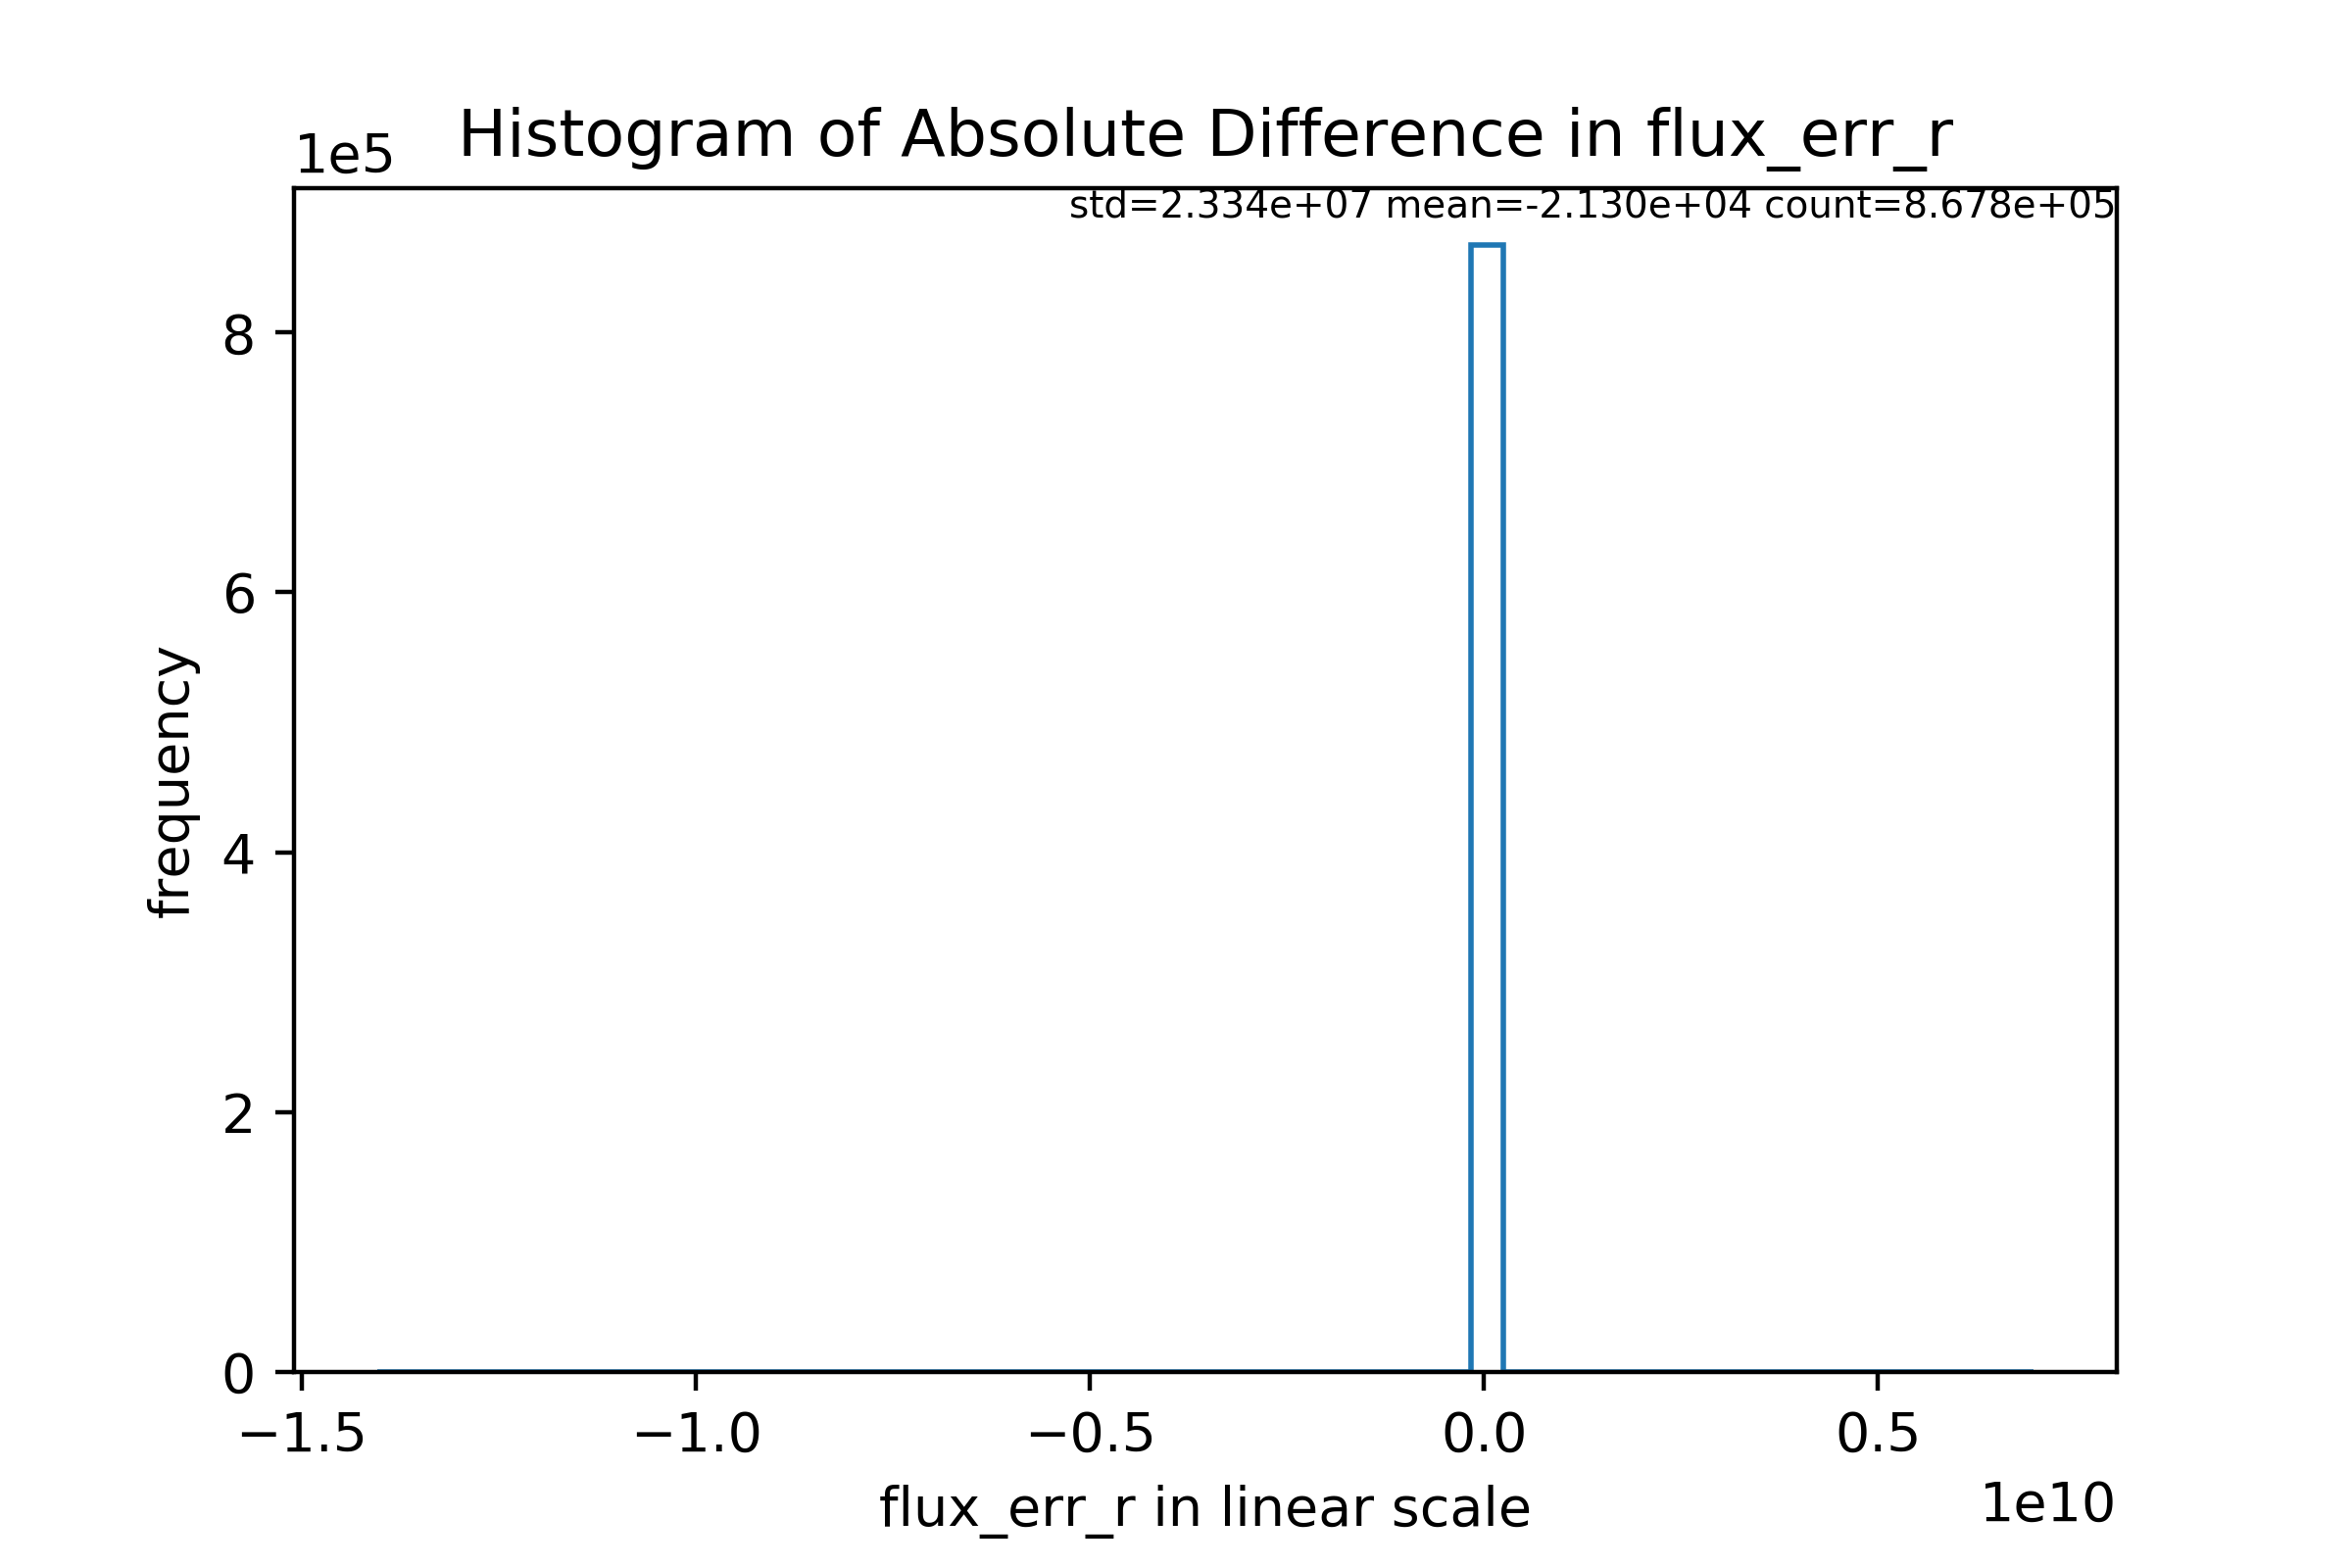 Histogram of Absolute Difference in flux_err_r
1e5
std=2.334e+07 mean=-2.130e+04 count=8.678e+05
8
6
4
2
0
frequency
−1.5
−1.0
−0.5
0.0
0.5
1e10
flux_err_r in linear scale